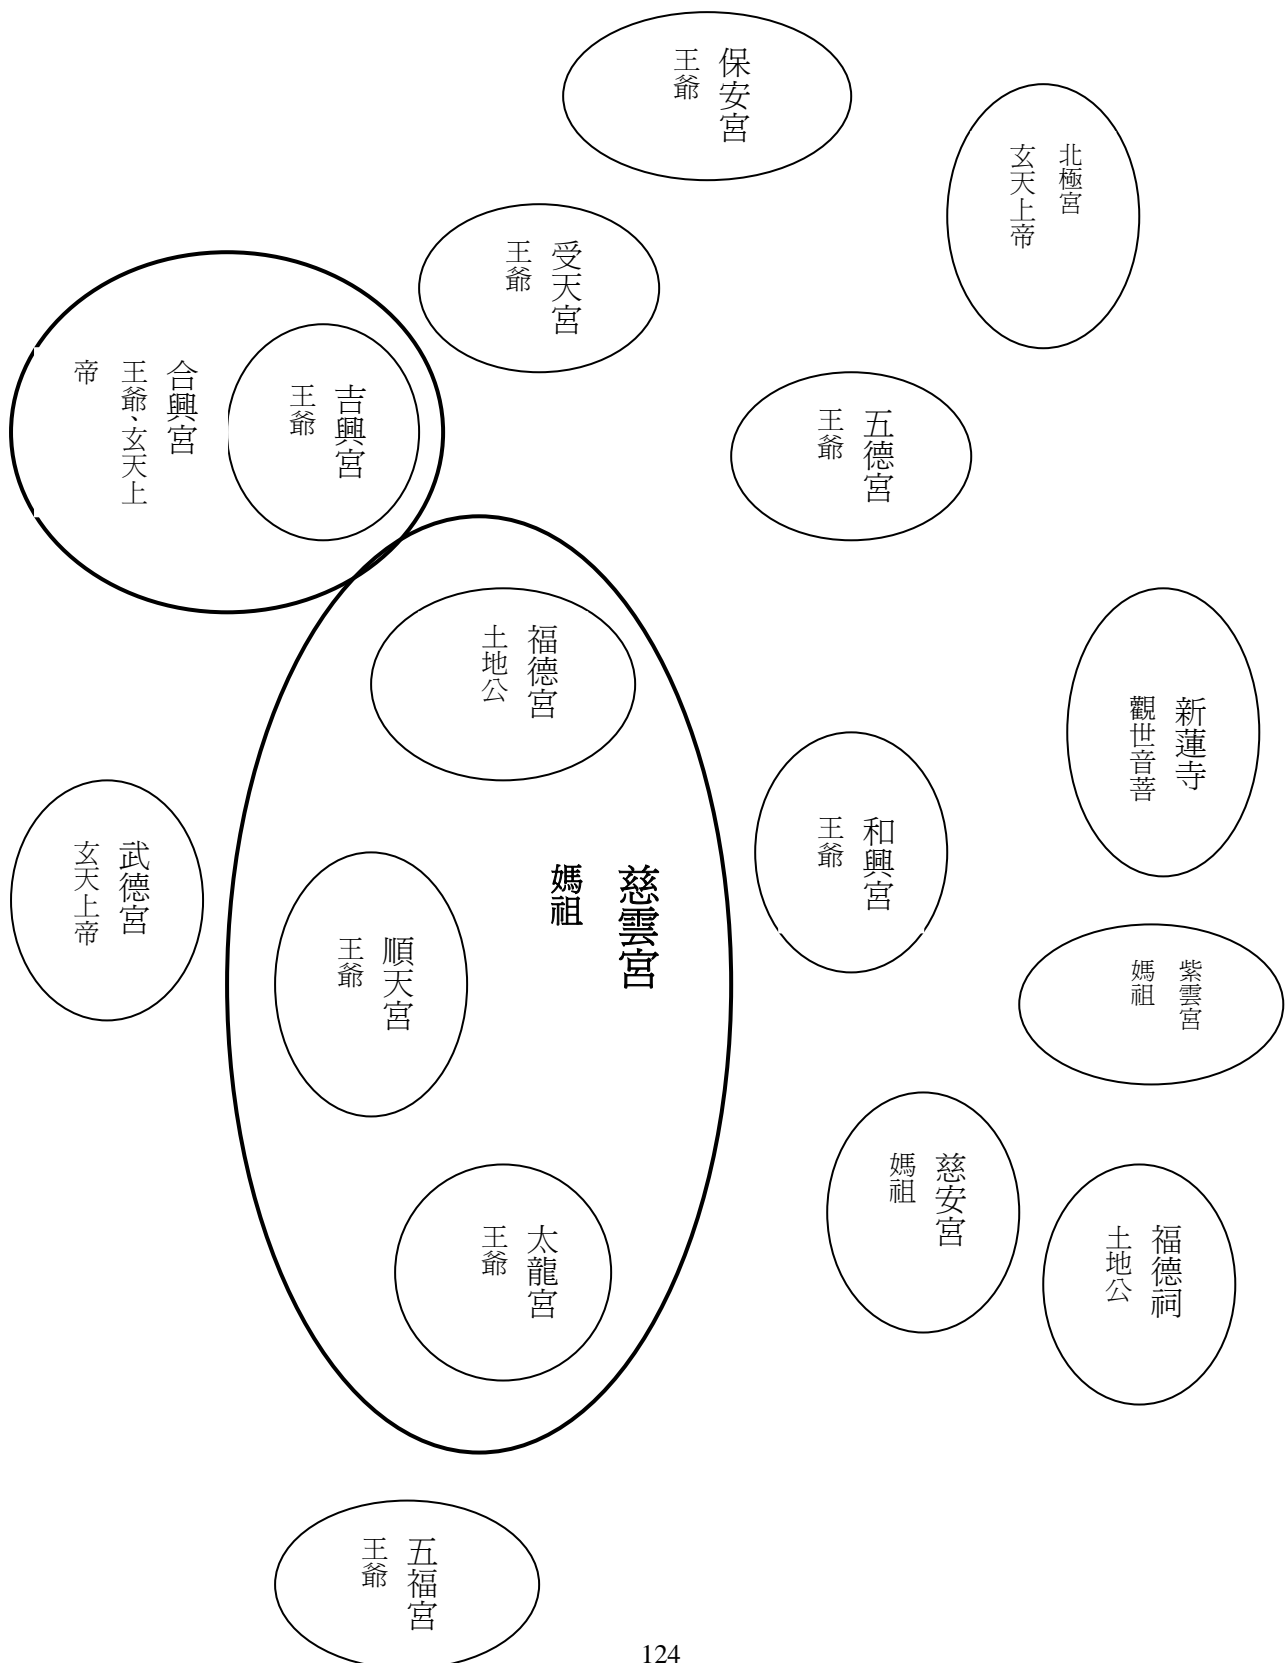 保安宮
王爺
北極宮
玄天上帝
受天宮
王爺
合興宮
王爺、玄天上
帝
吉興宮
王爺
五德宮
王爺
福德宮
土地公
新蓮寺
觀世音菩
和興宮
王爺
武德宮
玄天上帝
慈雲宮
媽祖
順天宮
王爺
紫雲宮
媽祖
慈安宮
媽祖
福德祠
土地公
太龍宮
王爺
五福宮
王爺
124